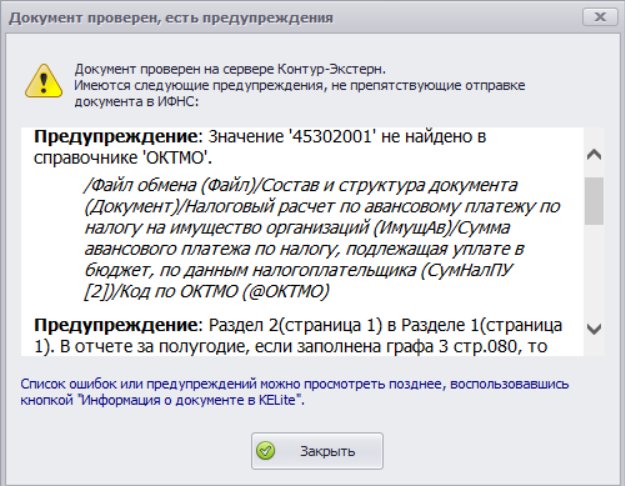 Документ проверен, есть предупреждения
Документ проверен на сервере Контур-Экстерн.
Имеются следующие предупреждения, не препятствующие отправке
документа в ИФНС:
Предупреждение: Значение '45302001' не найдено в
справочнике 'ОКТМО'.
/Файл обмена (Файл)/Состав и структура документа
(Документ)/Налоговый расчет по авансовому платежу по
налогу на имущество организаций (ИмущАв)/Сумма
авансового платежа по налогу, подлежащая уплате в
бюджет, по данным налогоплательщика (СумНалПУ
[2])/Код по ОКТМО (@ОКТМО)
Предупреждение: Раздел 2(страница 1) в Разделе 1(страница
1). В отчете за полугодие, если заполнена графа 3 стр.080, то
Список ошибок или предупреждений можно просмотреть позднее, воспользовавшись
кнопкой "Информация о документе в KELite".
Закрыть